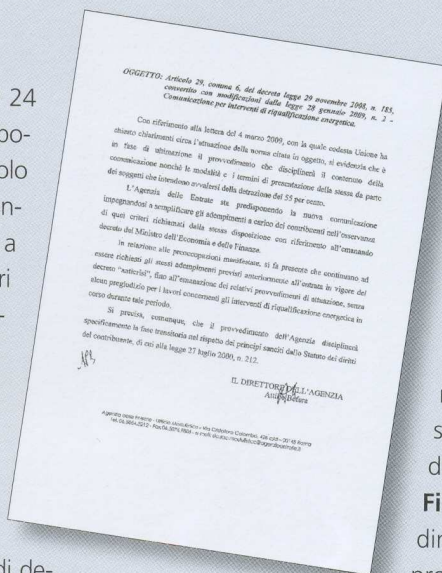 24
po-
olo
n-
a
ri
-
di de-
OGGETTO: Articolo 29, comma 6, del decreto legge 29 novembre 2008, n. 185,
convertito con modificazioni dalla legge 28 gennaio 2009, n. 2 –
Comunicazione per interventi di riqualificazione energetica.
Con riferimento alla lettera del 4 marzo 2009, con la quale codesta Unione ha
chiesto chiarimenti circa l'attuazione della norma citata in oggetto, si evidenzia che è
in fase di ultimazione il provvedimento che disciplinerà il contenuto della
comunicazione nonché le modalità e i termini di presentazione della stessa da parte
dei soggetti che intendono avvalersi della detrazione del 55 per cento.
L'Agenzia delle Entrate sta predisponendo la nuova comunicazione
impegnandosi a semplificare gli adempimenti a carico dei contribuenti nell'osservanza
di quei criteri richiamati dalla stessa disposizione con riferimento all'emanando
decreto del Ministro dell'Economia e delle Finanze.
In relazione alle preoccupazioni manifestate, si fa presente che continuano ad
essere richiesti gli stessi adempimenti previsti anteriormente all'entrata in vigore del
decreto "anticrisi", fino all'emanazione dei relativi provvedimenti di attuazione, senza
alcun pregiudizio per i lavori concernenti gli interventi di riqualificazione energetica in
corso durante tale periodo.
Si precisa, comunque, che il provvedimento dell'Agenzia disciplinerà
specificamente la fase transitoria nel rispetto dei principi sanciti dallo Statuto dei diritti
del contribuente, di cui alla legge 27 luglio 2000, n. 212.
IL DIRETTORE DELL'AGENZIA
Attilio Befera
Agenzia delle Entrate - Via Cristoforo Colombo, 426 c/d – 00145 Roma
s
d
Fi
dir